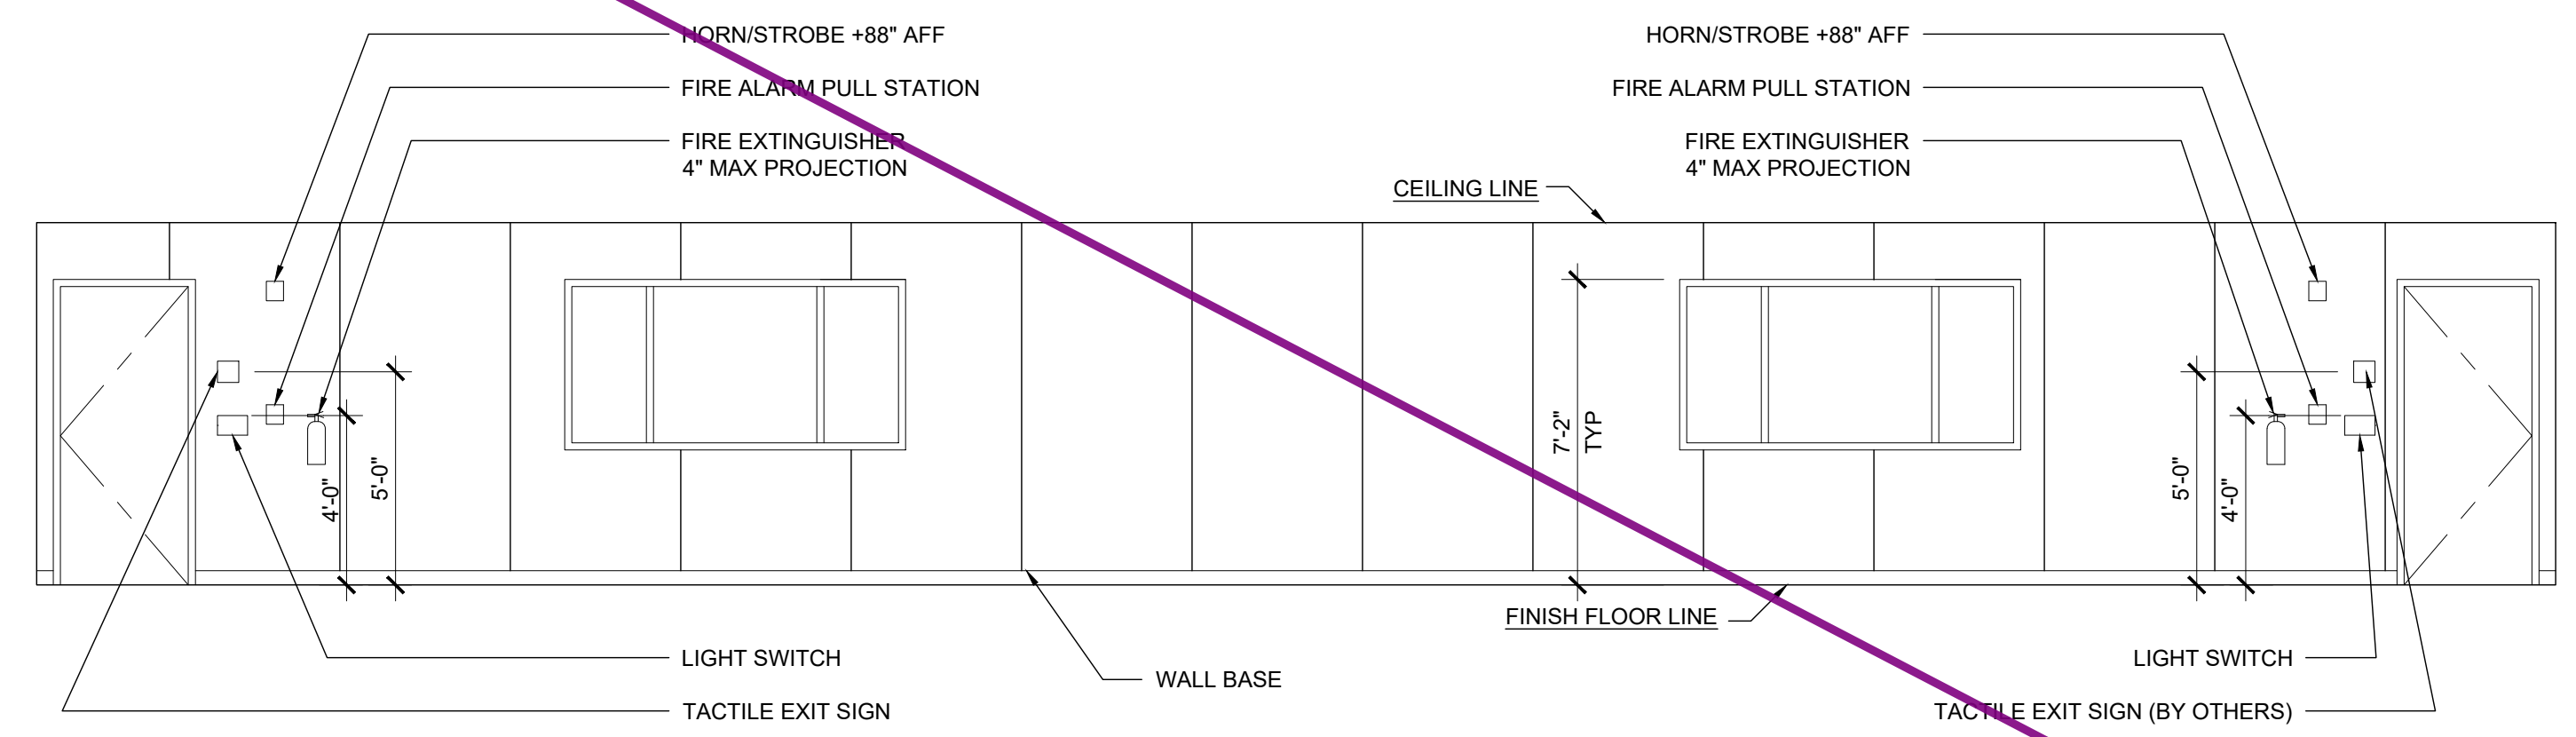 HORN/STROBE +88" AFF
HORN/STROBE +88" AFF
FIRE ALARM PULL STATION
FIRE ALARM PULL STATION
FIRE EXTINGUISHER
4" MAX PROJECTION
FIRE EXTINGUISHER
4" MAX PROJECTION
CEILING LINE
4'-0"
5'-0"
7'-2"
TYP
5'-0"
4'-0"
FINISH FLOOR LINE
LIGHT SWITCH
WALL BASE
LIGHT SWITCH
TACTILE EXIT SIGN
TACTILE EXIT SIGN (BY OTHERS)